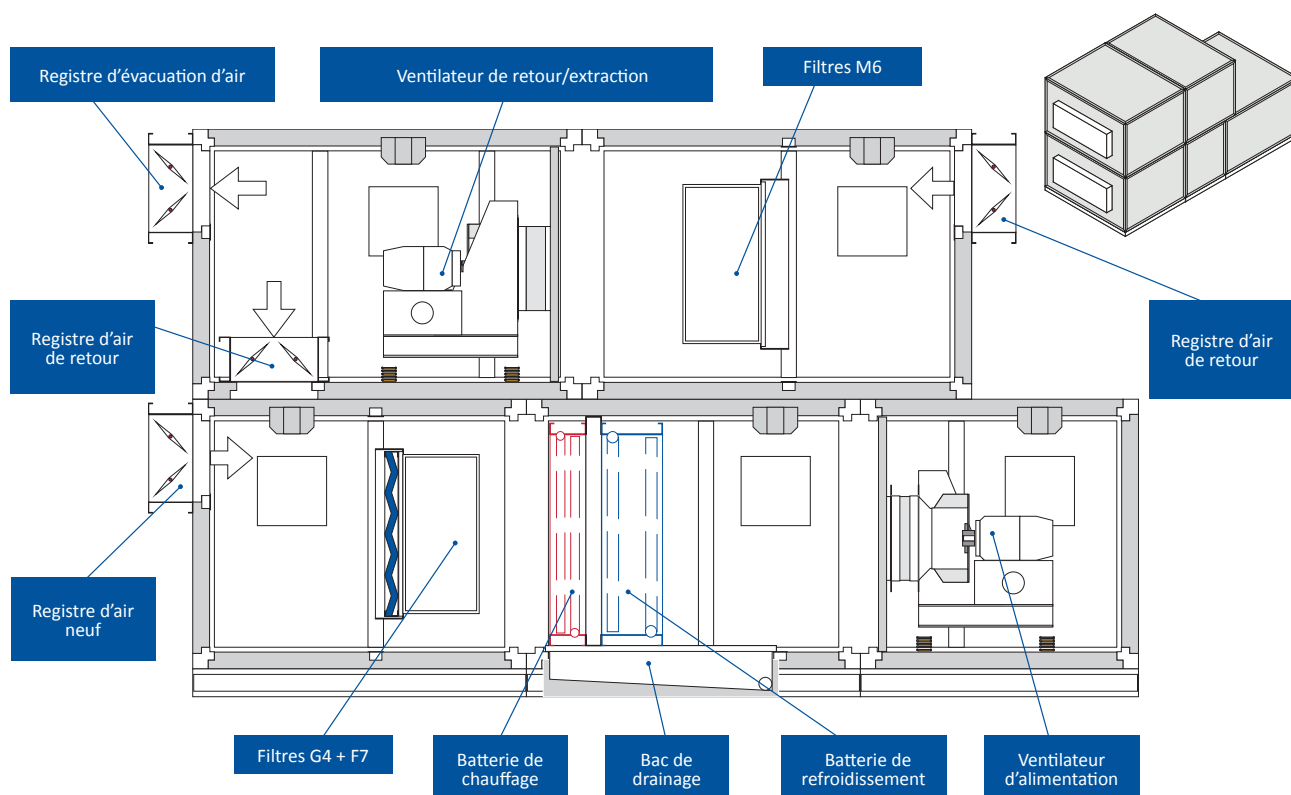 Registre d'évacuation d'air
Ventilateur de retour/extraction
Filtres M6
Registre d'air
de retour
Registre d'air
de retour
Registre d'air
neuf
Filtres G4 + F7
Batterie de
chauffage
Bac de
drainage
Batterie de
refroidissement
Ventilateur
d'alimentation